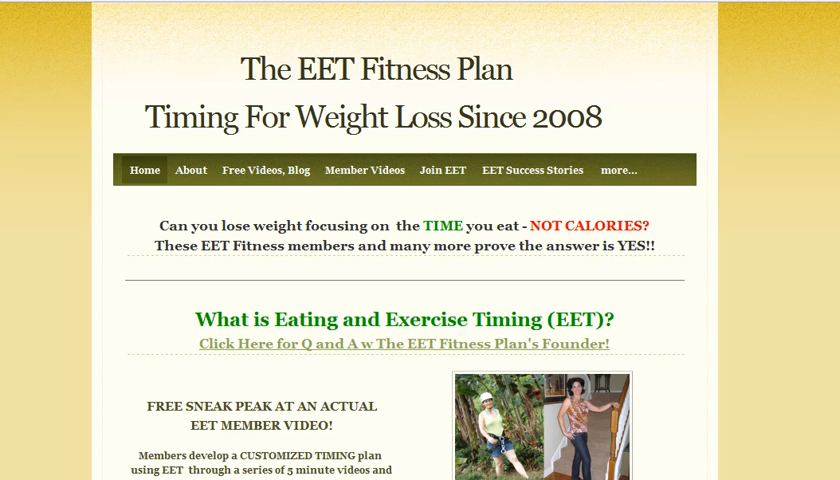 The EET Fitness Plan
Timing For Weight Loss Since 2008
Home About Free Videos, Blog Member Videos Join EET EET Success Stories more...
Can you lose weight focusing on the TIME you eat - NOT CALORIES?
These EET Fitness members and many more prove the answer is YES!!
What is Eating and Exercise Timing (EET)?
Click Here for Q and A w The EET Fitness Plan's Founder!
FREE SNEAK PEAK AT AN ACTUAL
EET MEMBER VIDEO!
Members develop a CUSTOMIZED TIMING plan
using EET through a series of 5 minute videos and